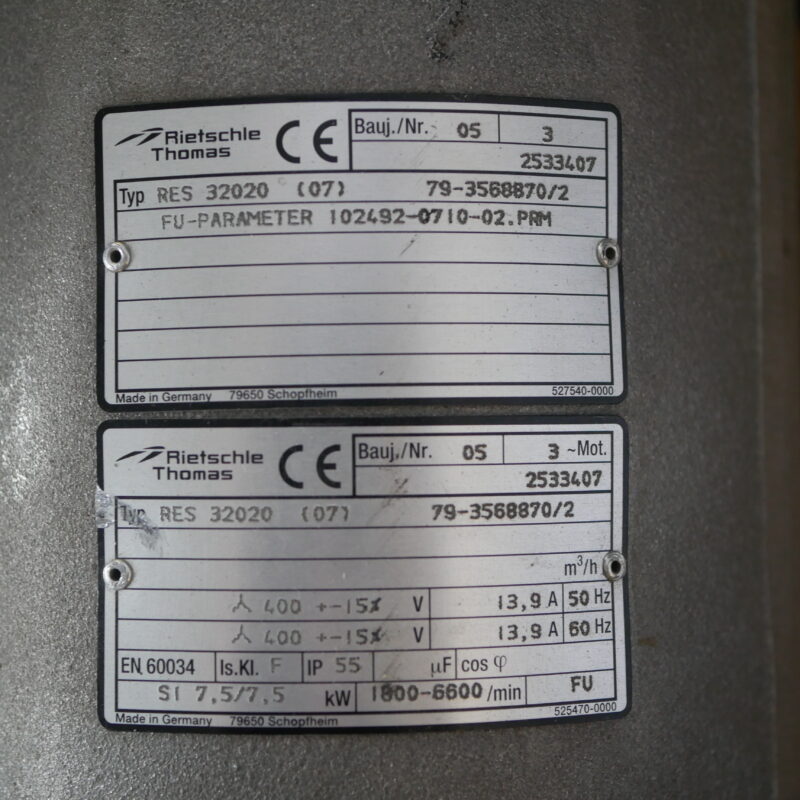 Rietschle Thomas CE Bauj./Nr. 05 3
2533407
Typ RES 32020 (07) 79-3568870/2
FU-PARAMETER 102492-0710-02.PRM
Made in Germany 79650 Schopfheim 527540-0000
Rietschle Thomas CE Bauj./Nr. 05 3 ~Mot.
2533407
Typ RES 32020 (07) 79-3568870/2
m³/h
⅄ 400 +-15% V 13,9 A 50 Hz
⅄ 400 +-15% V 13,9 A 60 Hz
EN 60034 Is.Kl. F IP 55 µF cos φ
S1 7,5/7,5 kW 1800-6600 /min FU
Made in Germany 79650 Schopfheim 525470-0000